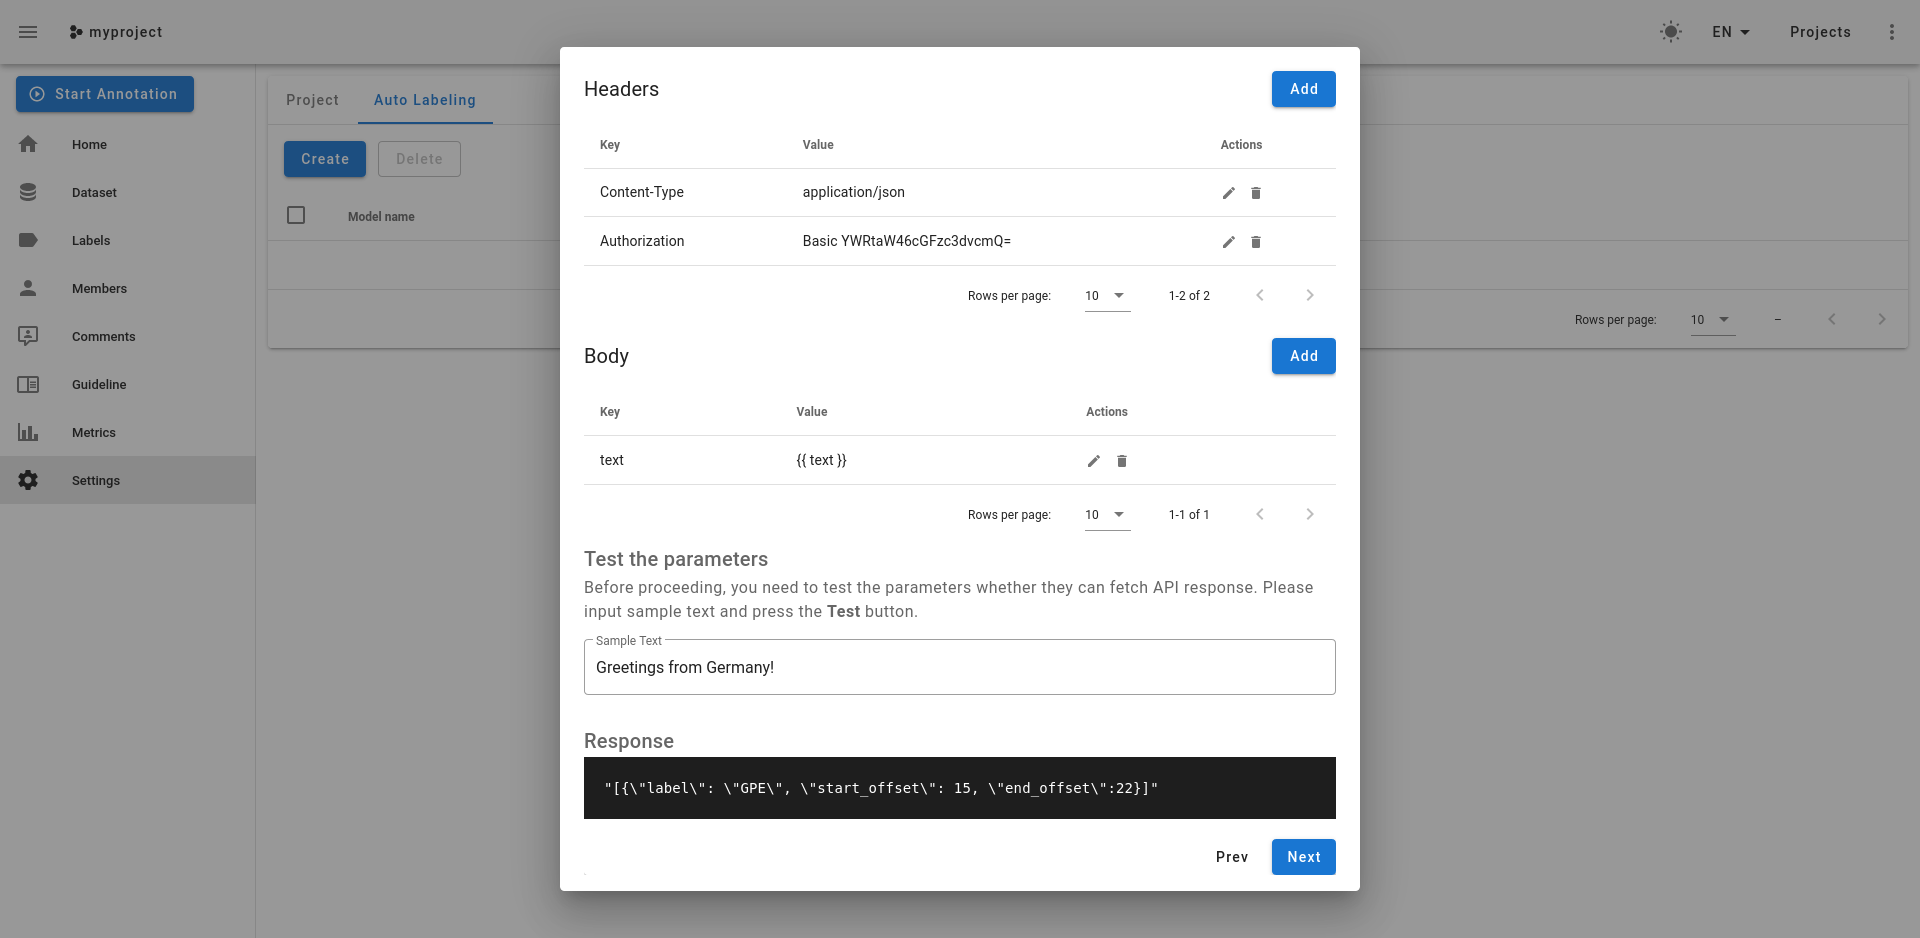 myproject
EN
Projects
Start Annotation
Home
Dataset
Labels
Members
Comments
Guideline
Metrics
Settings
Project Auto Labeling
Create Delete
Model name
Rows per page: 10 –
Headers Add
Key Value Actions
Content-Type application/json
Authorization Basic YWRtaW46cGFzc3dvcmQ=
Rows per page: 10 1-2 of 2
Body Add
Key Value Actions
text {{ text }}
Rows per page: 10 1-1 of 1
Test the parameters
Before proceeding, you need to test the parameters whether they can fetch API response. Please
input sample text and press the Test button.
Sample Text
Greetings from Germany!
Response
"[{\"label\": \"GPE\", \"start_offset\": 15, \"end_offset\":22}]"
Prev Next